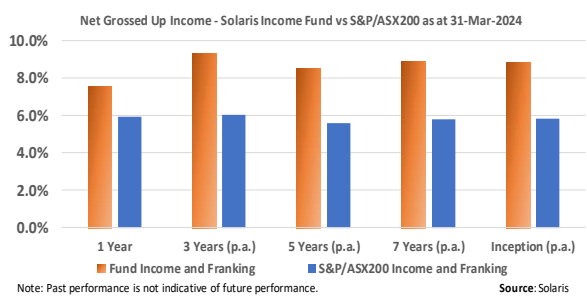 Net Grossed Up Income - Solaris Income Fund vs S&P/ASX200 as at 31-Mar-2024
10.0%
8.0%
6.0%
4.0%
2.0%
0.0%
1 Year 3 Years (p.a.) 5 Years (p.a.) 7 Years (p.a.) Inception (p.a.)
Fund Income and Franking S&P/ASX200 Income and Franking
Note: Past performance is not indicative of future performance. Source: Solaris